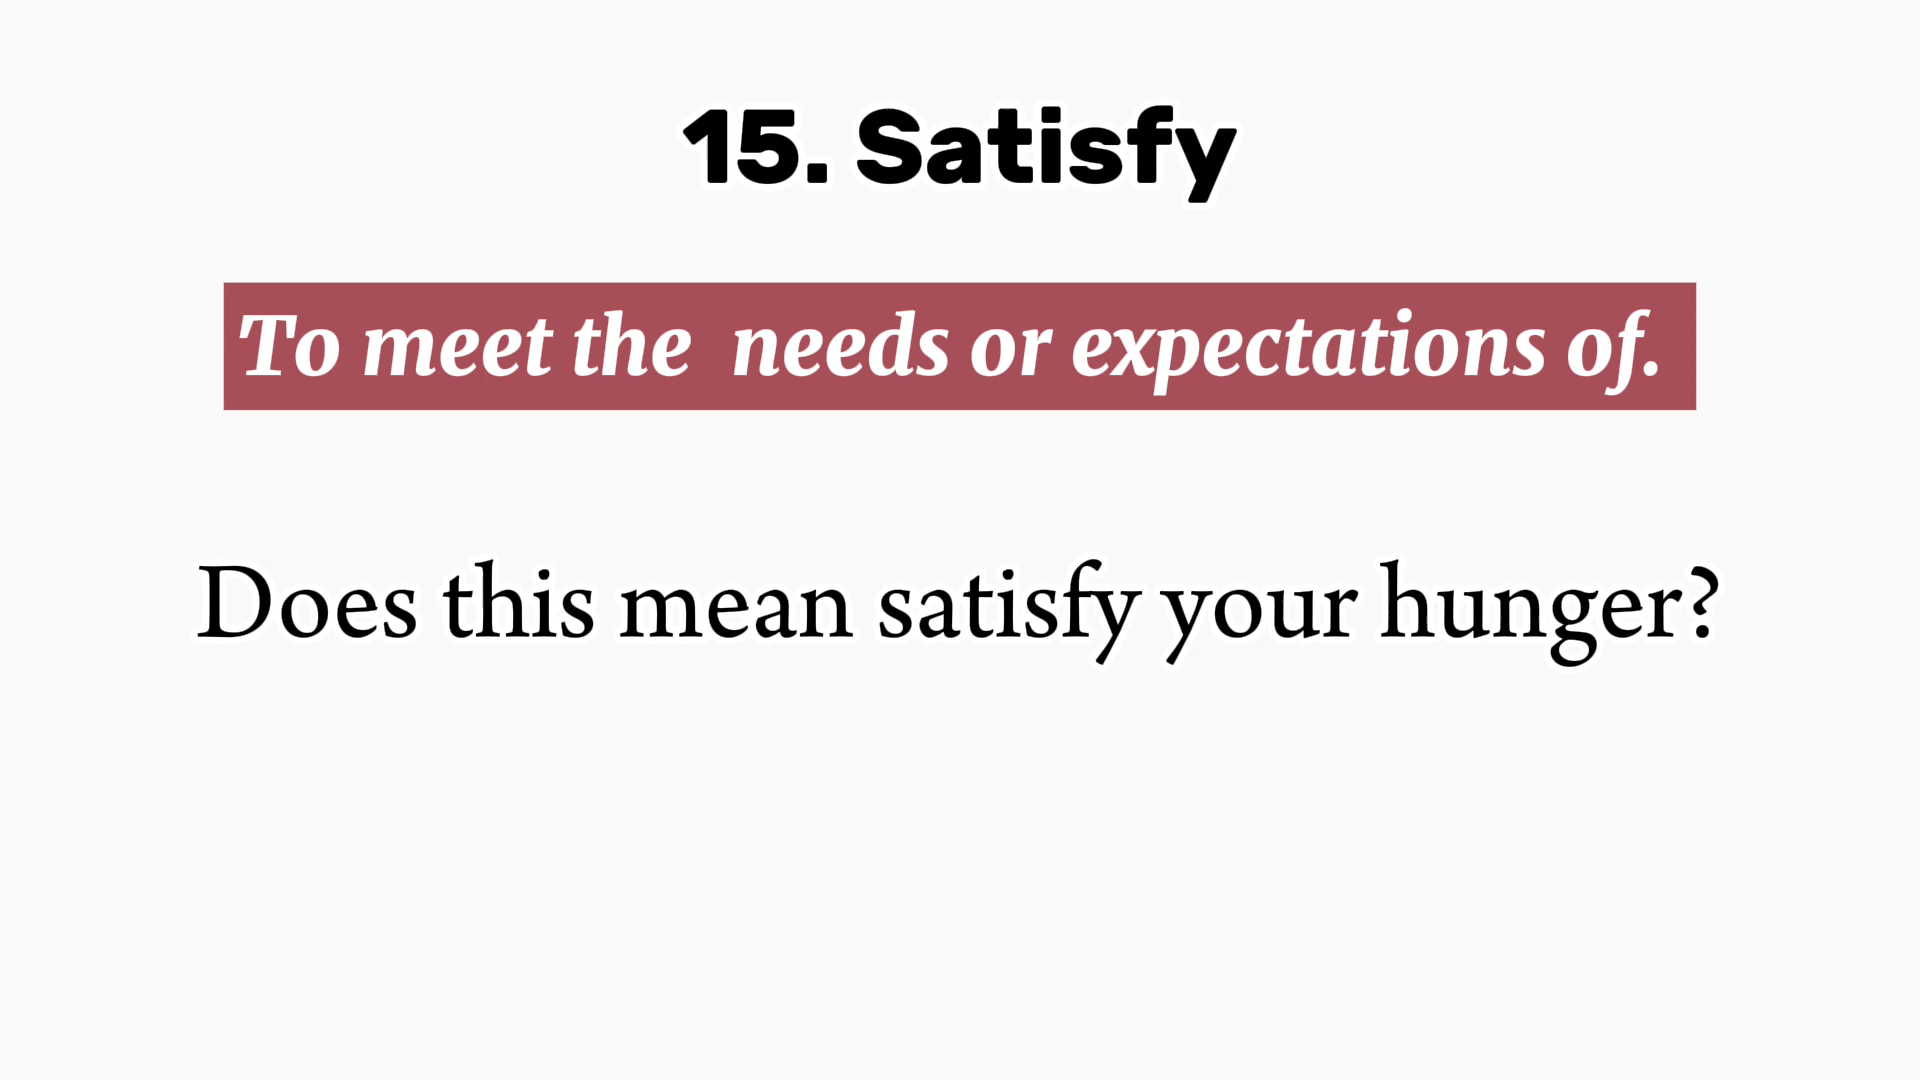 15. Satisfy
To meet the  needs or expectations of.
Does this mean satisfy your hunger?